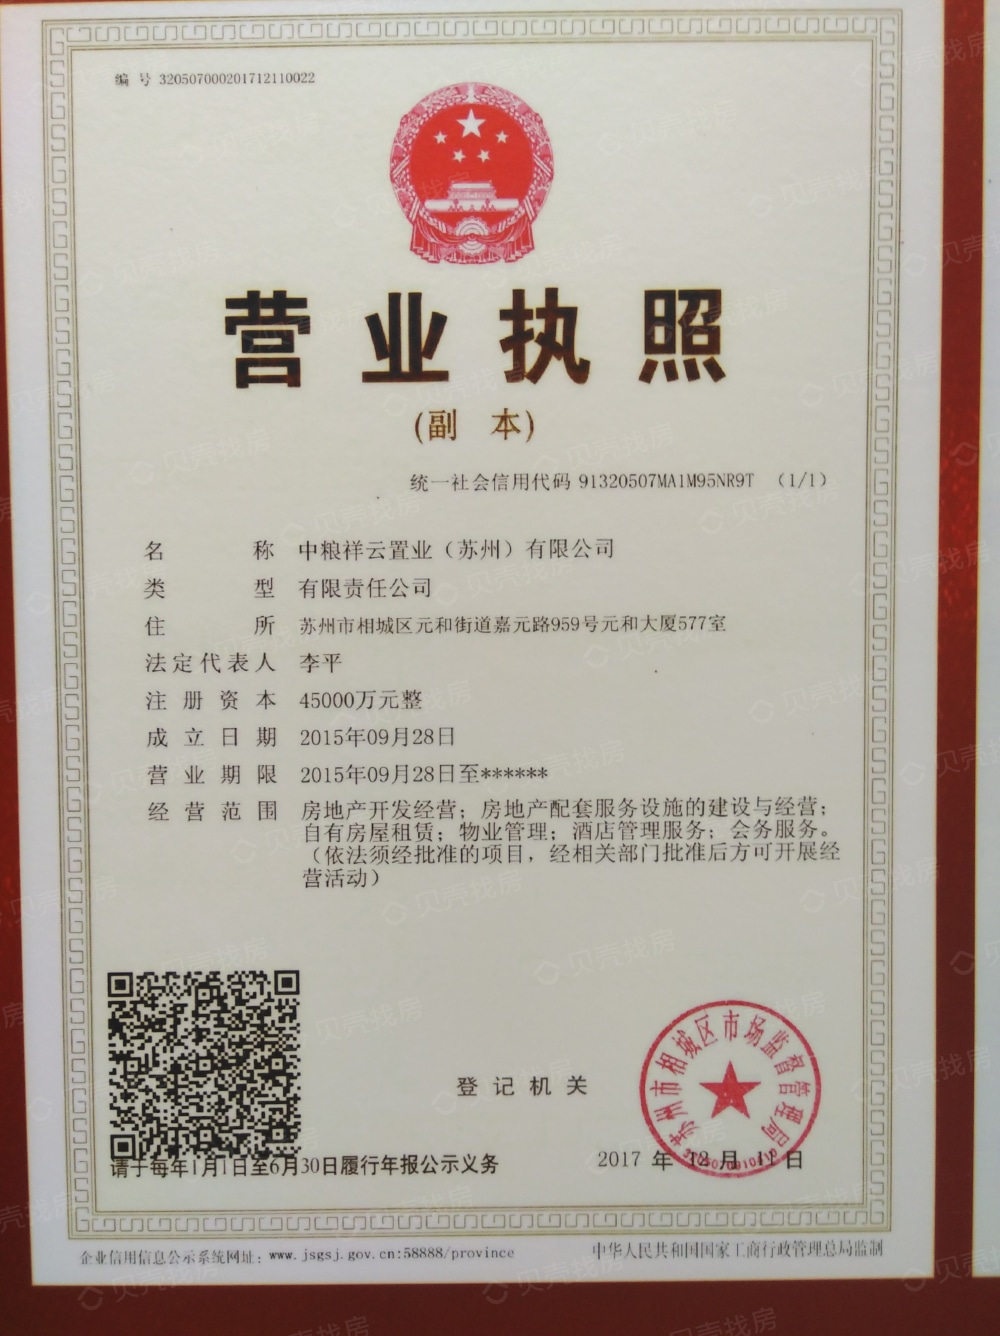 编 号 320507000201712110022
营业执照
(副 本)
统一社会信用代码 91320507MA1M95NR9T （1/1）
名 称 中粮祥云置业（苏州）有限公司
类 型 有限责任公司
住 所 苏州市相城区元和街道嘉元路959号元和大厦577室
法定代表人 李平
注册资本 45000万元整
成立日期 2015年09月28日
营业期限 2015年09月28日至******
经营范围 房地产开发经营；房地产配套服务设施的建设与经营；
自有房屋租赁；物业管理；酒店管理服务；会务服务。
（依法须经批准的项目，经相关部门批准后方可开展经
营活动）
苏州市相城区市场监督管理局
登记机关
请于每年1月1日至6月30日履行年报公示义务
2017 年 12 月 11 日
企业信用信息公示系统网址：www.jsgsj.gov.cn:58888/province
中华人民共和国国家工商行政管理总局监制
贝壳找房